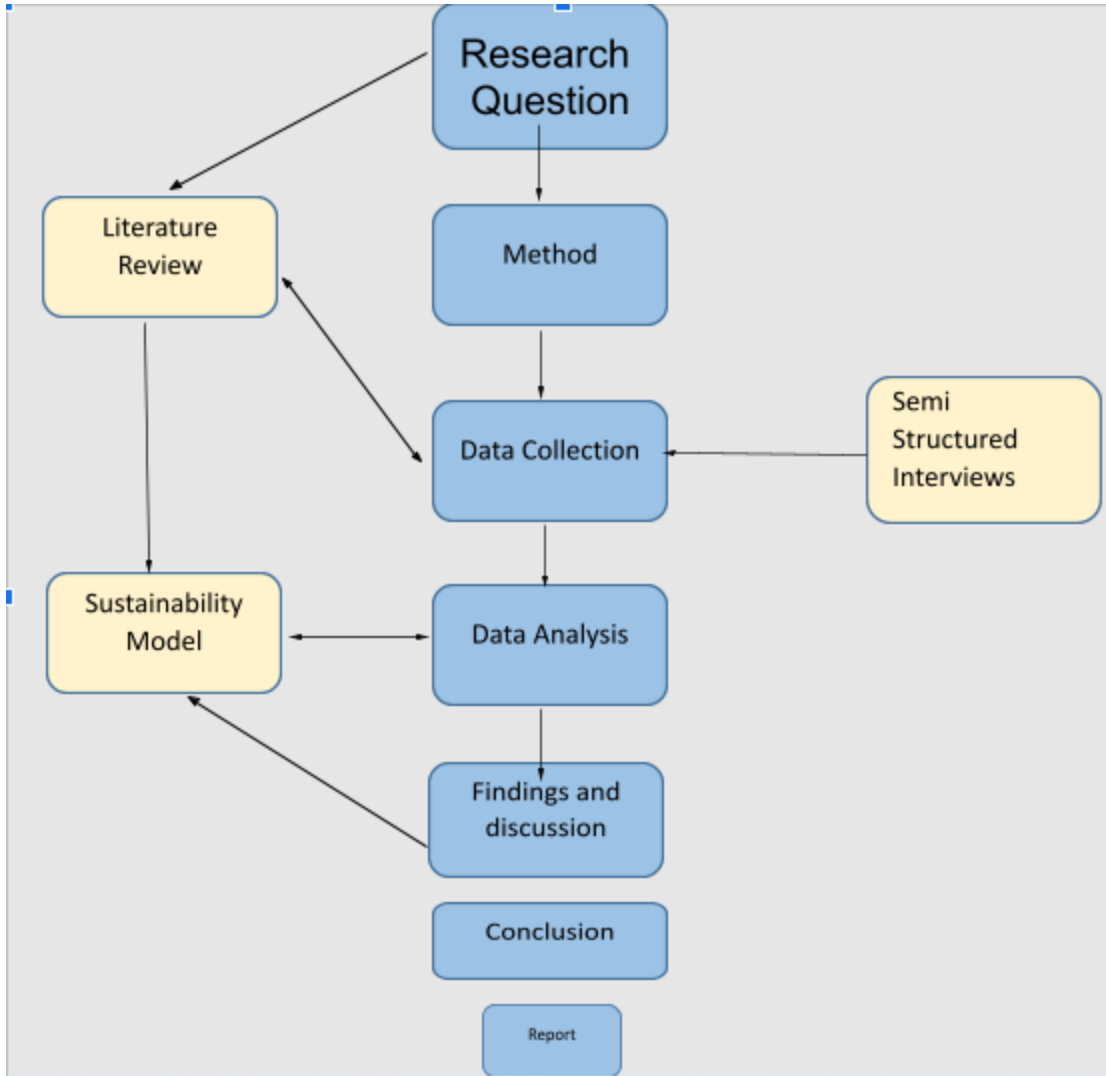 Research
Question
Literature
Review
Method
Data Collection
Semi
Structured
Interviews
Sustainability
Model
Data Analysis
Findings and
discussion
Conclusion
Report